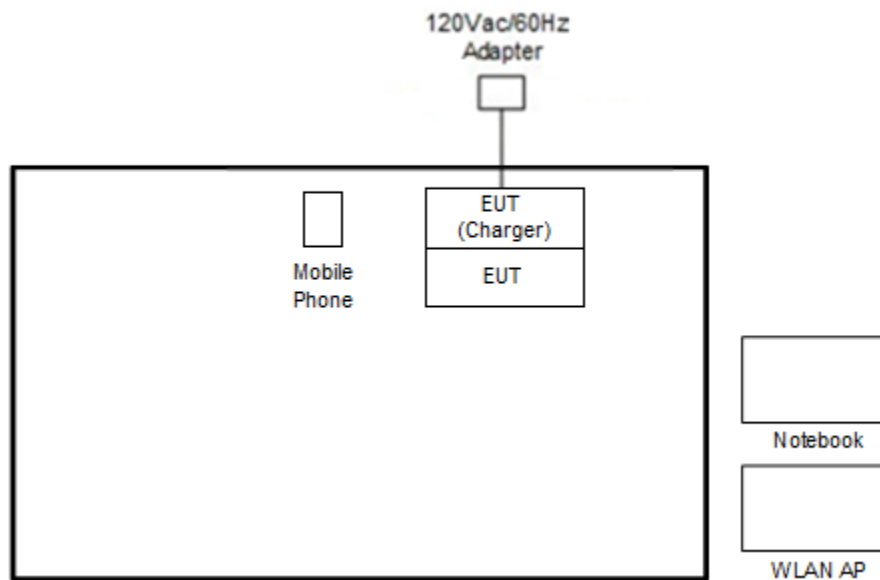 120Vac/60Hz
Adapter
EUT
(Charger)
EUT
Mobile
Phone
Notebook
WLAN AP